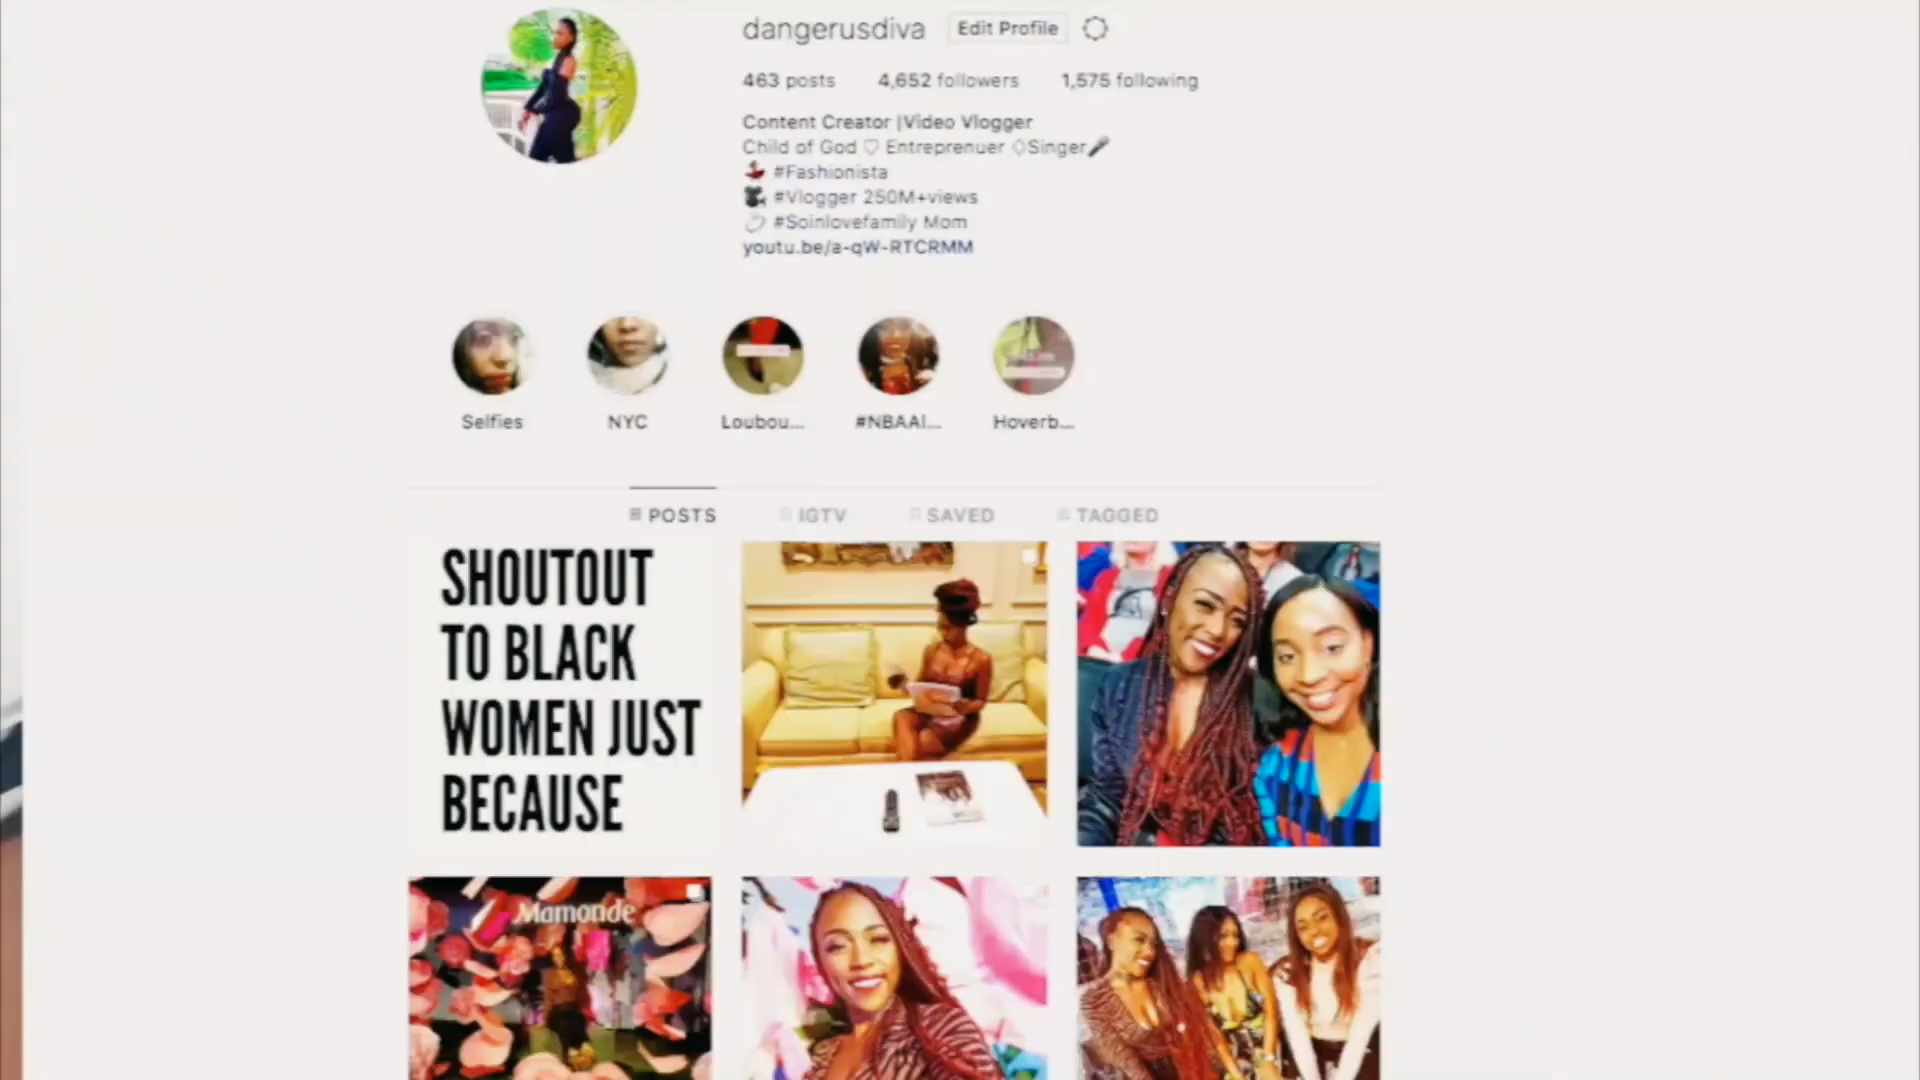 dangerusdiva Edit Profile
463 posts 4,652 followers 1,575 following
Content Creator |Video Vlogger
Child of God ♡ Entreprenuer ◇Singer🎤
💃 #Fashionista
🎥 #Vlogger 250M+views
💍 #Soinlovefamily Mom
youtu.be/a-qW-RTCRMM
Selfies NYC Loubou... #NBAAl... Hoverb...
POSTS IGTV SAVED TAGGED
SHOUTOUT
TO BLACK
WOMEN JUST
BECAUSE
Mamonde